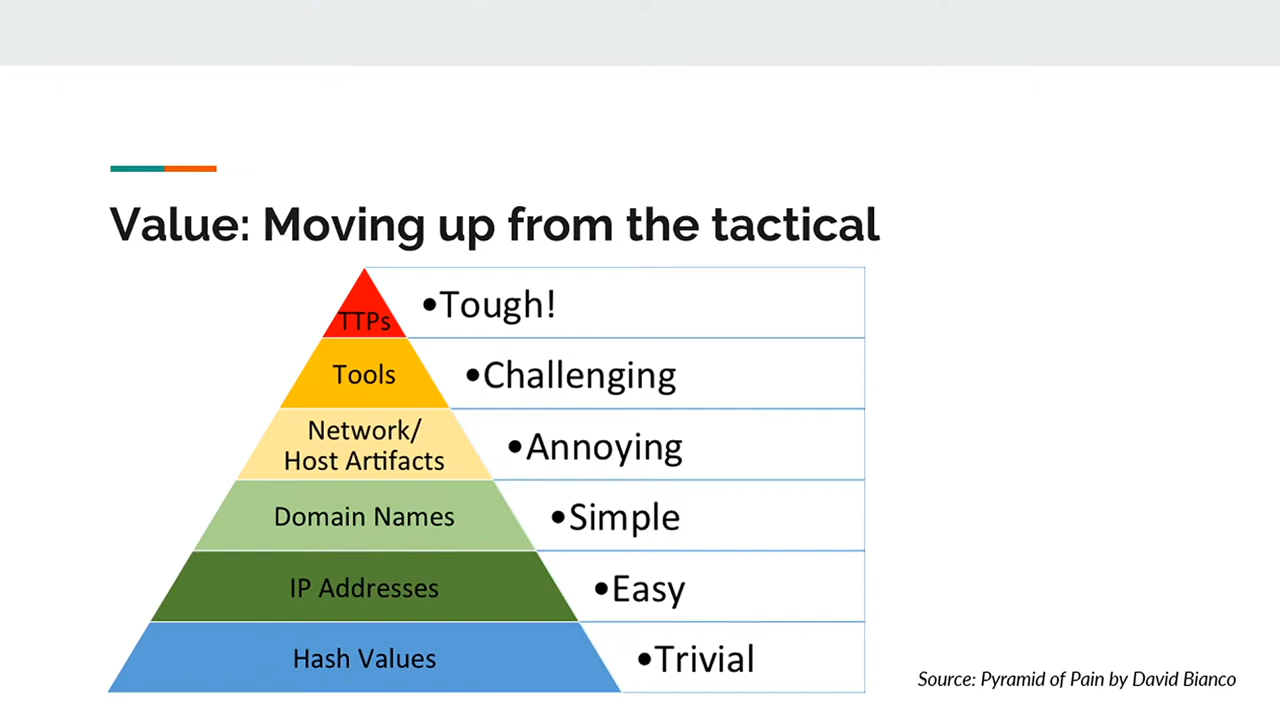 Value: Moving up from the tactical
TTPs
•Tough!
Tools
•Challenging
Network/
Host Artifacts
•Annoying
Domain Names
•Simple
IP Addresses
•Easy
Hash Values
•Trivial
Source: Pyramid of Pain by David Bianco